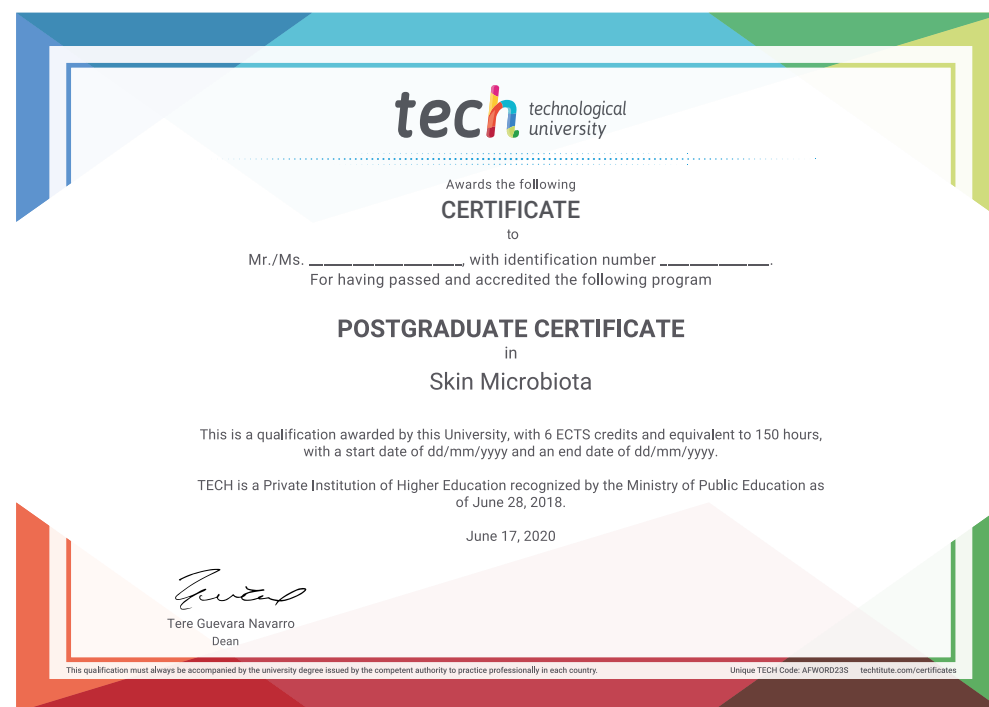 tech technological
university
Awards the following
CERTIFICATE
to
Mr./Ms. ____________________, with identification number ______________.
For having passed and accredited the following program
POSTGRADUATE CERTIFICATE
in
Skin Microbiota
This is a qualification awarded by this University, with 6 ECTS credits and equivalent to 150 hours,
with a start date of dd/mm/yyyy and an end date of dd/mm/yyyy.
TECH is a Private Institution of Higher Education recognized by the Ministry of Public Education as
of June 28, 2018.
June 17, 2020
Tere Guevara Navarro
Dean
This qualification must always be accompanied by the university degree issued by the competent authority to practice professionally in each country.
Unique TECH Code: AFWORD23S techtitute.com/certificates